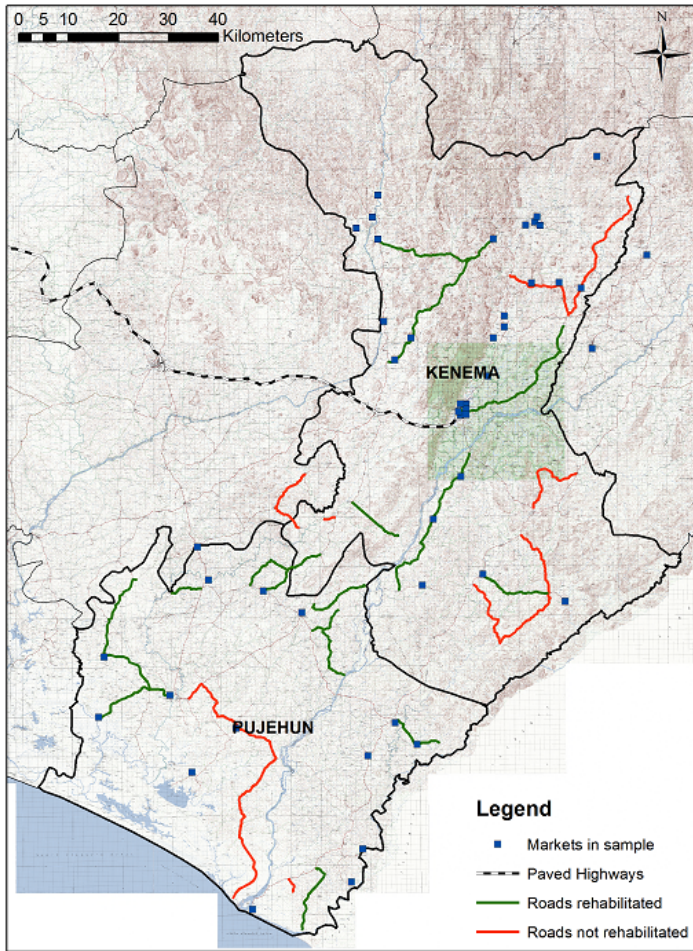 0 5 10 20 30 40
Kilometers
N
KENEMA
PUJEHUN
Legend
Markets in sample
Paved Highways
Roads rehabilitated
Roads not rehabilitated